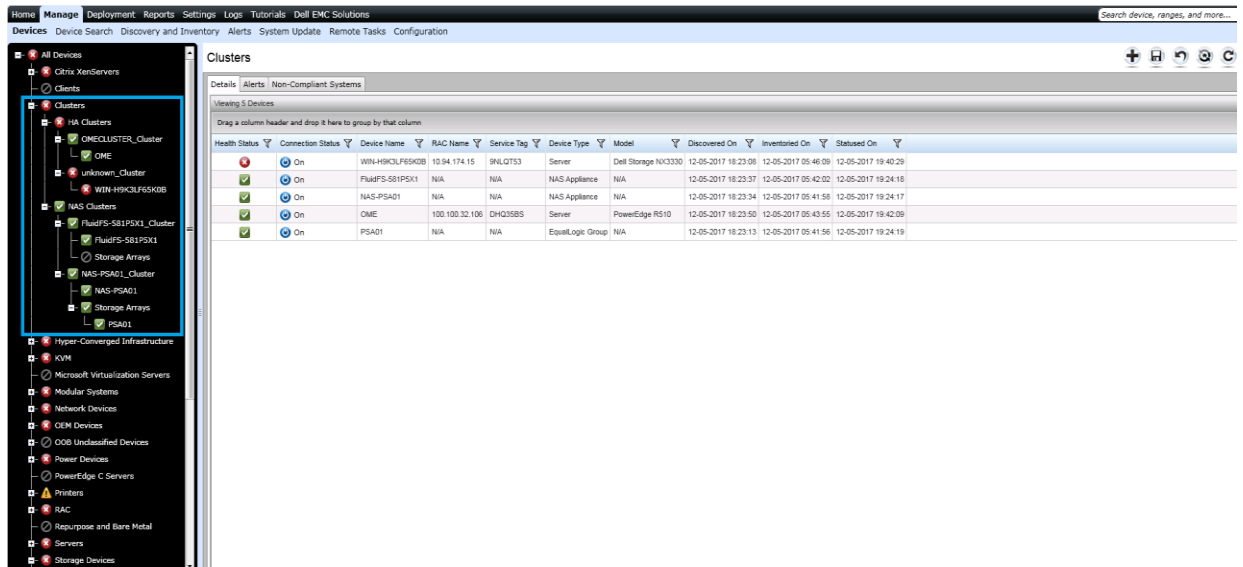 Home Manage Deployment Reports Settings Logs Tutorials Dell EMC Solutions
Search device, ranges, and more...
Devices Device Search Discovery and Inventory Alerts System Update Remote Tasks Configuration
All Devices
Citrix XenServers
Clients
Clusters
HA Clusters
OMECLUSTER_Cluster
OME
unknown_Cluster
WIN-H9K3LF65K0B
NAS Clusters
FluidFS-581P5X1_Cluster
FluidFS-581P5X1
Storage Arrays
NAS-PSA01_Cluster
NAS-PSA01
Storage Arrays
PSA01
Hyper-Converged Infrastructure
KVM
Microsoft Virtualization Servers
Modular Systems
Network Devices
OEM Devices
OOB Unclassified Devices
Power Devices
PowerEdge C Servers
Printers
RAC
Repurpose and Bare Metal
Servers
Storage Devices
Clusters
Details Alerts Non-Compliant Systems
Viewing 5 Devices
Drag a column header and drop it here to group by that column
Health Status Connection Status Device Name RAC Name Service Tag Device Type Model Discovered On Inventoried On Statused On
On WIN-H9K3LF65K0B 10.94.174.15 9NLQT53 Server Dell Storage NX3330 12-05-2017 18:23:08 12-05-2017 05:46:09 12-05-2017 19:40:29
On FluidFS-581P5X1 N/A N/A NAS Appliance N/A 12-05-2017 18:23:37 12-05-2017 05:42:02 12-05-2017 19:24:18
On NAS-PSA01 N/A N/A NAS Appliance N/A 12-05-2017 18:23:34 12-05-2017 05:41:58 12-05-2017 19:24:17
On OME 100.100.32.106 DHQ35BS Server PowerEdge R510 12-05-2017 18:23:50 12-05-2017 05:43:55 12-05-2017 19:42:09
On PSA01 N/A N/A EqualLogic Group N/A 12-05-2017 18:23:13 12-05-2017 05:41:56 12-05-2017 19:24:19